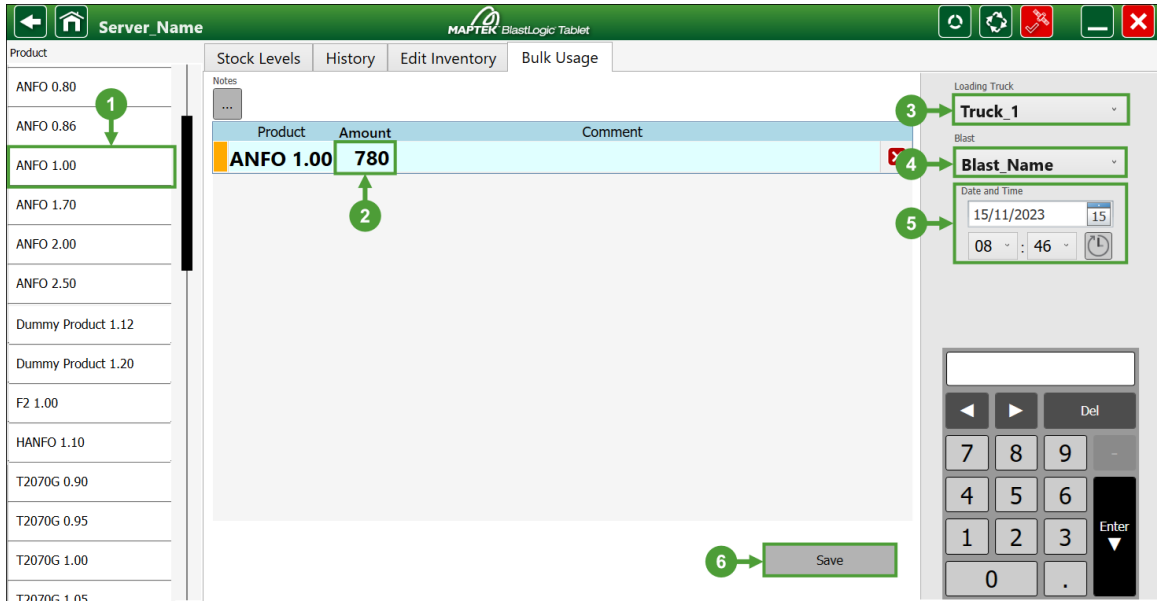 Server_Name
MAPTEK BlastLogic Tablet
Product
ANFO 0.80
ANFO 0.86
ANFO 1.00
ANFO 1.70
ANFO 2.00
ANFO 2.50
Dummy Product 1.12
Dummy Product 1.20
F2 1.00
HANFO 1.10
T2070G 0.90
T2070G 0.95
T2070G 1.00
T2070G 1.05
1
Stock Levels History Edit Inventory Bulk Usage
Notes
...
Product Amount Comment
ANFO 1.00 780
2
6
Save
Loading Truck
3
Truck_1
Blast
4
Blast_Name
Date and Time
5
15/11/2023 15
08 : 46
Del
7 8 9 -
4 5 6
1 2 3 Enter
0 .